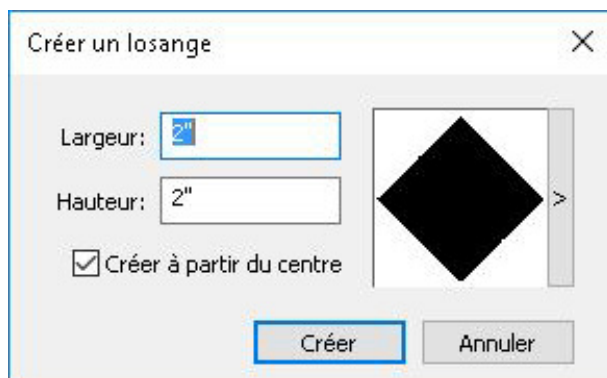 Créer un losange
Largeur: 2"
Hauteur: 2"
Créer à partir du centre
>
Créer Annuler